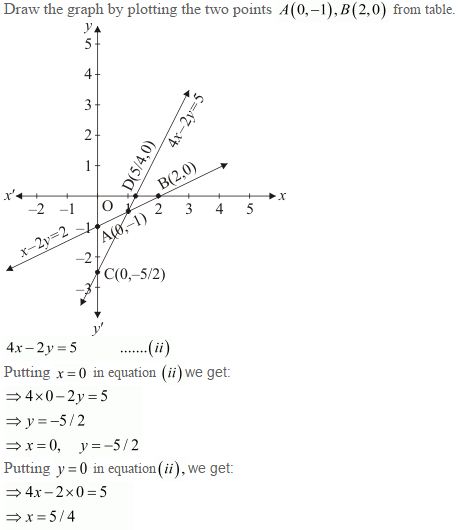 Draw the graph by plotting the two points A(0,−1), B(2,0) from table.
y
5
4
3
2
1
4x−2y=5
D(5/4,0)
B(2,0)
x′ −2 −1 O 1 2 3 4 5 x
x−2y=2
−1
A(0,−1)
−2
C(0,−5/2)
−3
y′
4x−2y=5 .......(ii)
Putting x=0 in equation (ii) we get:
⇒4×0−2y=5
⇒y=−5/2
⇒x=0, y=−5/2
Putting y=0 in equation(ii), we get:
⇒4x−2×0=5
⇒x=5/4